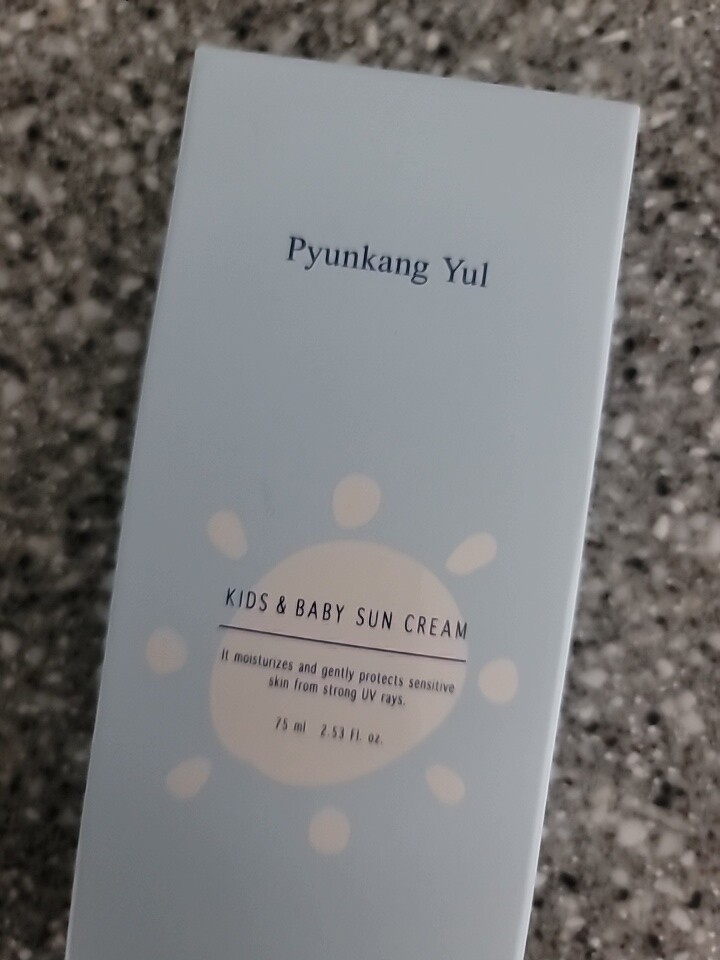 Pyunkang Yul
KIDS & BABY SUN CREAM
It moisturizes and gently protects sensitive
skin from strong UV rays.
75 ml 2.53 Fl. oz.